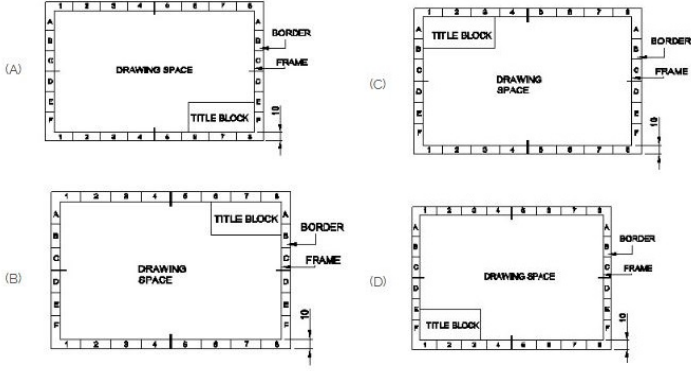 (A)
1 2 3 4 5 6 7 8
A A
B B
C C
D D
E E
F F
1 2 3 4 5 6 7 8
DRAWING SPACE
TITLE BLOCK
BORDER
FRAME
10
(C)
1 2 3 4 5 6 7 8
A A
B B
C C
D D
E E
F F
1 2 3 4 5 6 7 8
TITLE BLOCK
DRAWING
SPACE
BORDER
FRAME
10
(B)
1 2 3 4 5 6 7 8
A A
B B
C C
D D
E E
F F
1 2 3 4 5 6 7 8
TITLE BLOCK
DRAWING
SPACE
BORDER
FRAME
10
(D)
1 2 3 4 5 6 7 8
A A
B B
C C
D D
E E
F F
1 2 3 4 5 6 7 8
DRAWING SPACE
TITLE BLOCK
BORDER
FRAME
10